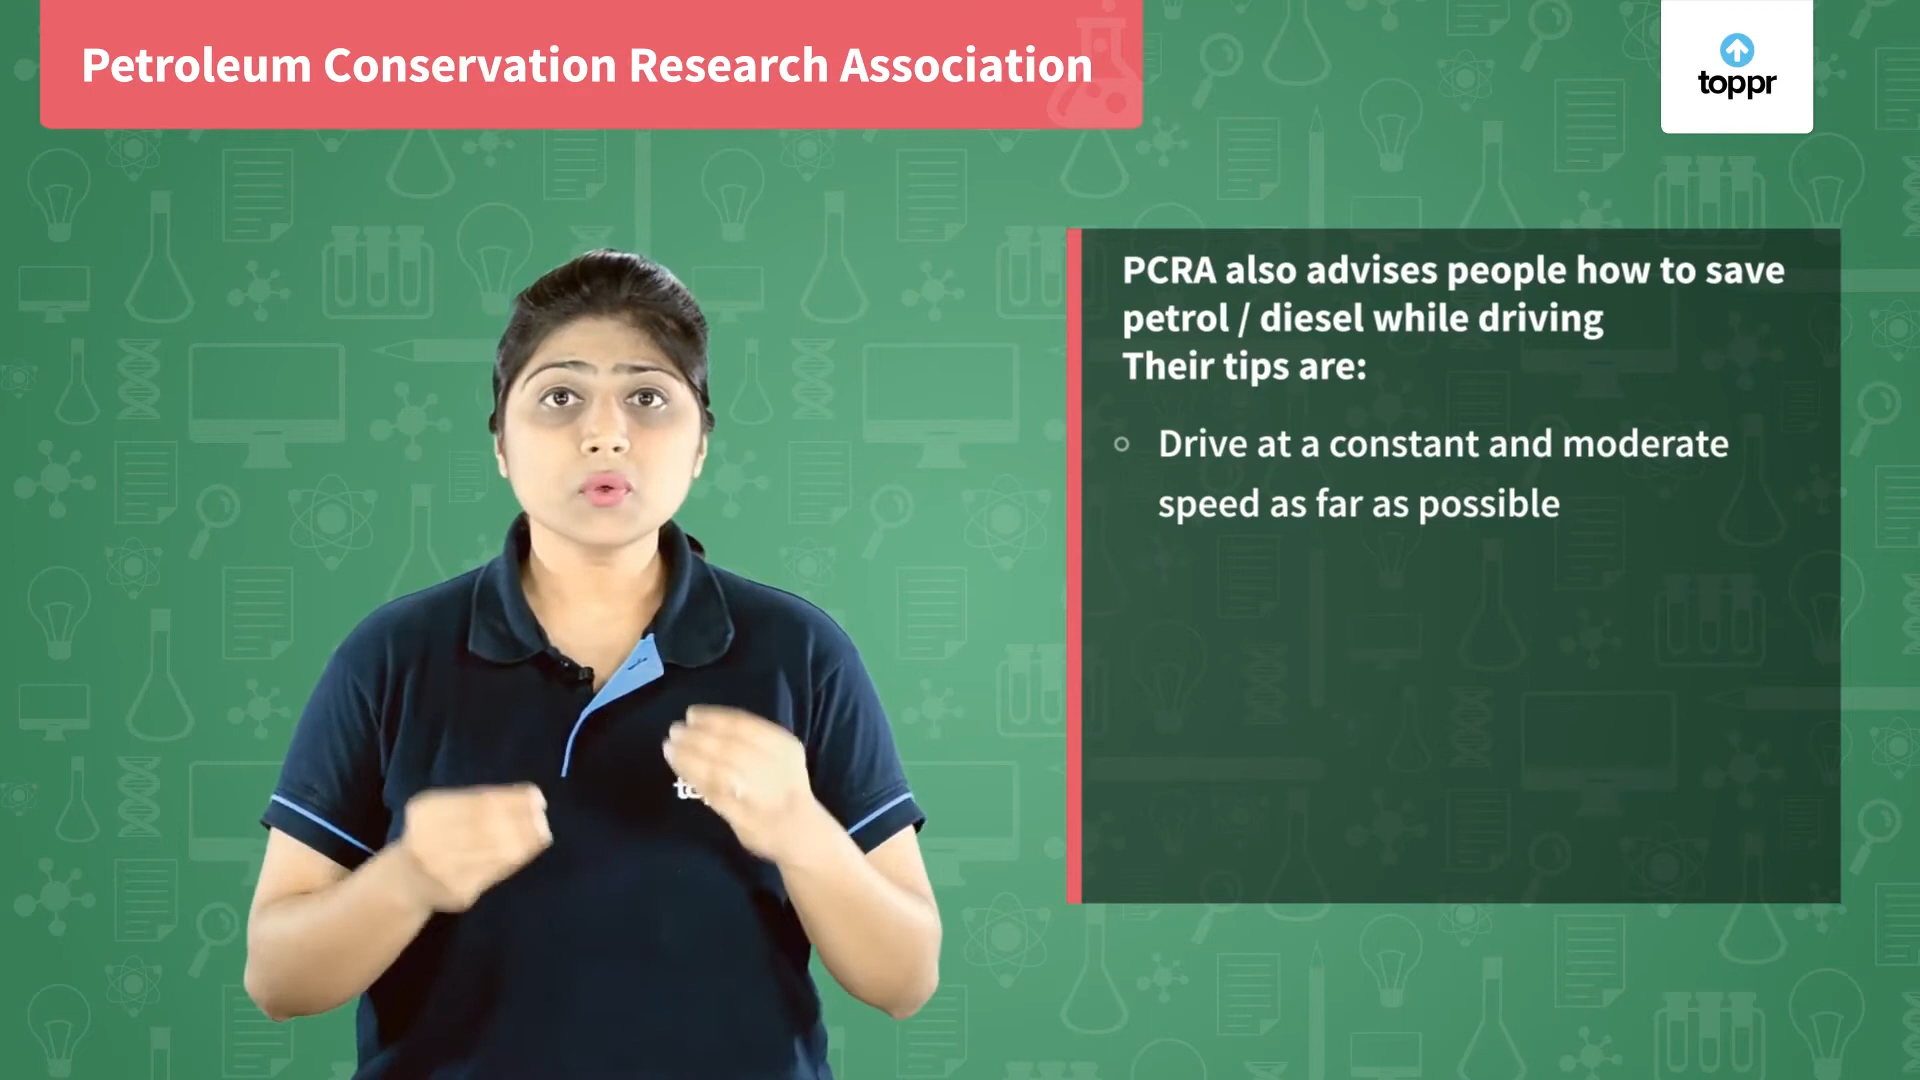 Petroleum Conservation Research Association
toppr
PCRA also advises people how to save
petrol / diesel while driving
Their tips are:
Drive at a constant and moderate
speed as far as possible